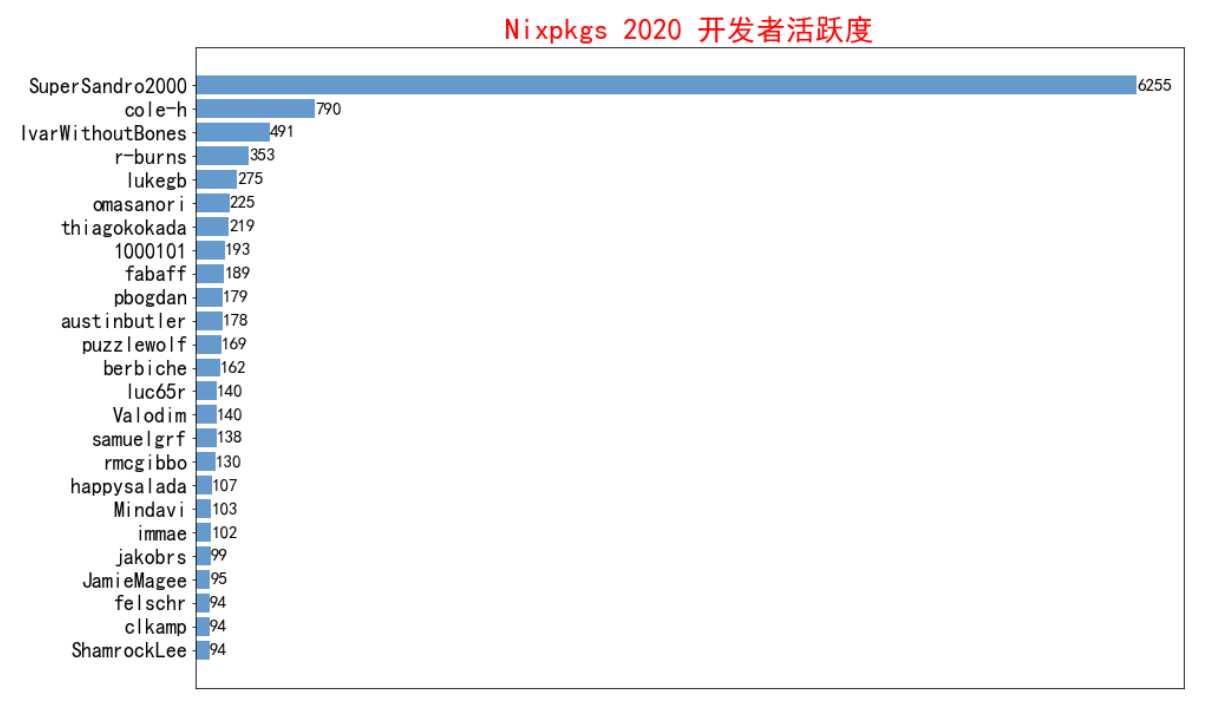 Nixpkgs 2020 开发者活跃度
SuperSandro2000 6255
cole-h 790
IvarWithoutBones 491
r-burns 353
lukegb 275
omasanori 225
thiagokokada 219
1000101 193
fabaff 189
pbogdan 179
austinbutler 178
puzzlewolf 169
berbiche 162
luc65r 140
Valodim 140
samuelgrf 138
rmcgibbo 130
happysalada 107
Mindavi 103
immae 102
jakobrs 99
JamieMagee 95
felschr 94
clkamp 94
ShamrockLee 94